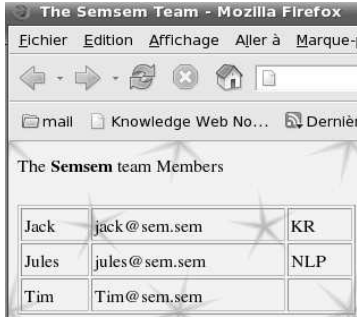 The Semsem Team - Mozilla Firefox
Fichier Edition Affichage Aller à Marque-
mail Knowledge Web No... Dernièr
The Semsem team Members
Jack jack@sem.sem KR
Jules jules@sem.sem NLP
Tim Tim@sem.sem